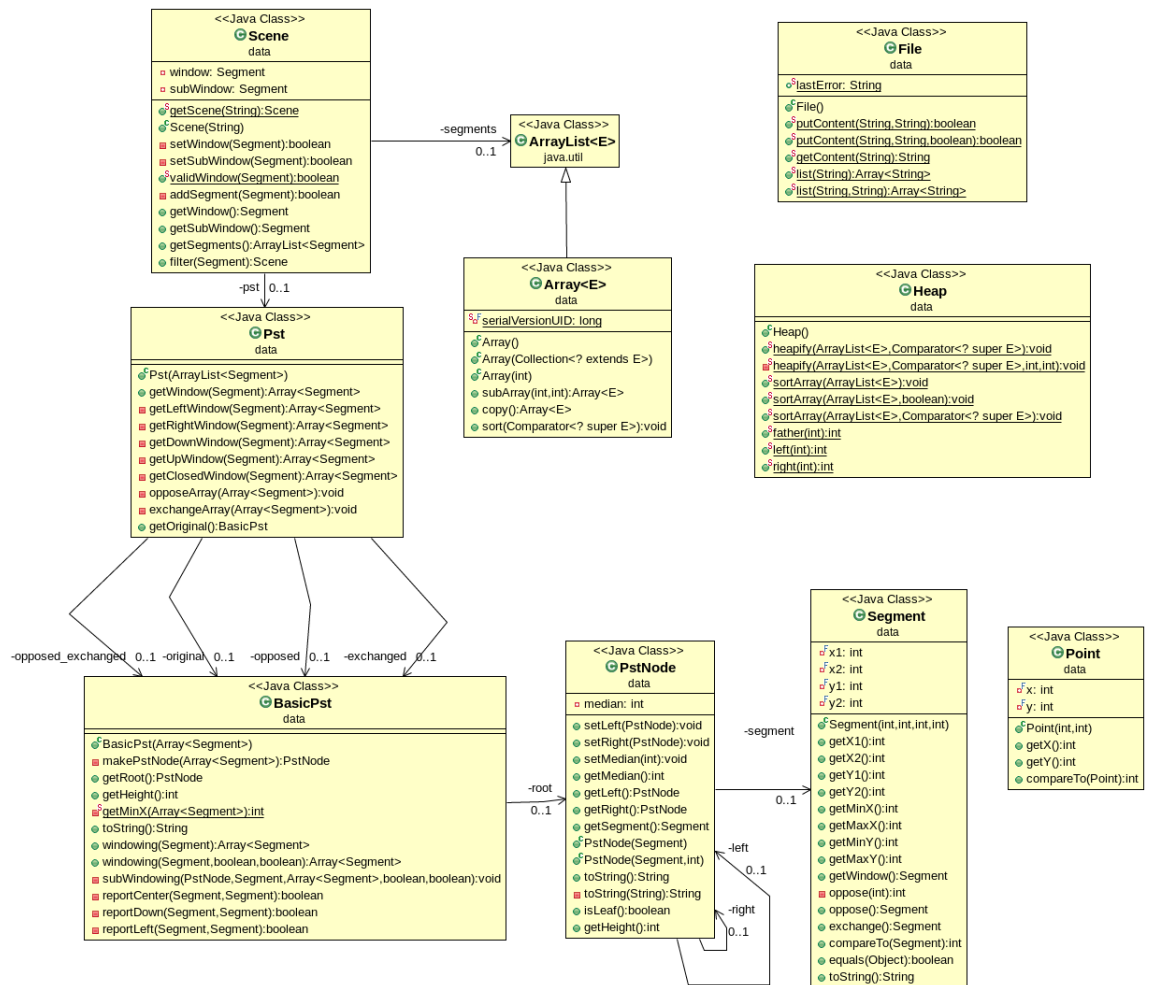 <<Java Class>>
Scene
data
window: Segment
subWindow: Segment
getScene(String):Scene
Scene(String)
setWindow(Segment):boolean
setSubWindow(Segment):boolean
validWindow(Segment):boolean
addSegment(Segment):boolean
getWindow():Segment
getSubWindow():Segment
getSegments():ArrayList<Segment>
filter(Segment):Scene
-segments
0..1
<<Java Class>>
ArrayList<E>
java.util
<<Java Class>>
File
data
lastError: String
File()
putContent(String,String):boolean
putContent(String,String,boolean):boolean
getContent(String):String
list(String):Array<String>
list(String,String):Array<String>
-pst 0..1
<<Java Class>>
Pst
data
Pst(ArrayList<Segment>)
getWindow(Segment):Array<Segment>
getLeftWindow(Segment):Array<Segment>
getRightWindow(Segment):Array<Segment>
getDownWindow(Segment):Array<Segment>
getUpWindow(Segment):Array<Segment>
getClosedWindow(Segment):Array<Segment>
opposeArray(Array<Segment>):void
exchangeArray(Array<Segment>):void
getOriginal():BasicPst
<<Java Class>>
Array<E>
data
serialVersionUID: long
Array()
Array(Collection<? extends E>)
Array(int)
subArray(int,int):Array<E>
copy():Array<E>
sort(Comparator<? super E>):void
<<Java Class>>
Heap
data
Heap()
heapify(ArrayList<E>,Comparator<? super E>):void
heapify(ArrayList<E>,Comparator<? super E>,int,int):void
sortArray(ArrayList<E>):void
sortArray(ArrayList<E>,boolean):void
sortArray(ArrayList<E>,Comparator<? super E>):void
father(int):int
left(int):int
right(int):int
-opposed_exchanged 0..1 -original 0..1 -opposed 0..1 -exchanged 0..1
<<Java Class>>
BasicPst
data
BasicPst(Array<Segment>)
makePstNode(Array<Segment>):PstNode
getRoot():PstNode
getHeight():int
getMinX(Array<Segment>):int
toString():String
windowing(Segment):Array<Segment>
windowing(Segment,boolean,boolean):Array<Segment>
subWindowing(PstNode,Segment,Array<Segment>,boolean,boolean):void
reportCenter(Segment,Segment):boolean
reportDown(Segment,Segment):boolean
reportLeft(Segment,Segment):boolean
-root
0..1
<<Java Class>>
PstNode
data
median: int
setLeft(PstNode):void
setRight(PstNode):void
setMedian(int):void
getMedian():int
getLeft():PstNode
getRight():PstNode
getSegment():Segment
PstNode(Segment)
PstNode(Segment,int)
toString():String
toString(String):String
isLeaf():boolean
getHeight():int
-segment
0..1
-left
0..1
-right
0..1
<<Java Class>>
Segment
data
x1: int
x2: int
y1: int
y2: int
Segment(int,int,int,int)
getX1():int
getX2():int
getY1():int
getY2():int
getMinX():int
getMaxX():int
getMinY():int
getMaxY():int
getWindow():Segment
oppose(int):int
oppose():Segment
exchange():Segment
compareTo(Segment):int
equals(Object):boolean
toString():String
<<Java Class>>
Point
data
x: int
y: int
Point(int,int)
getX():int
getY():int
compareTo(Point):int